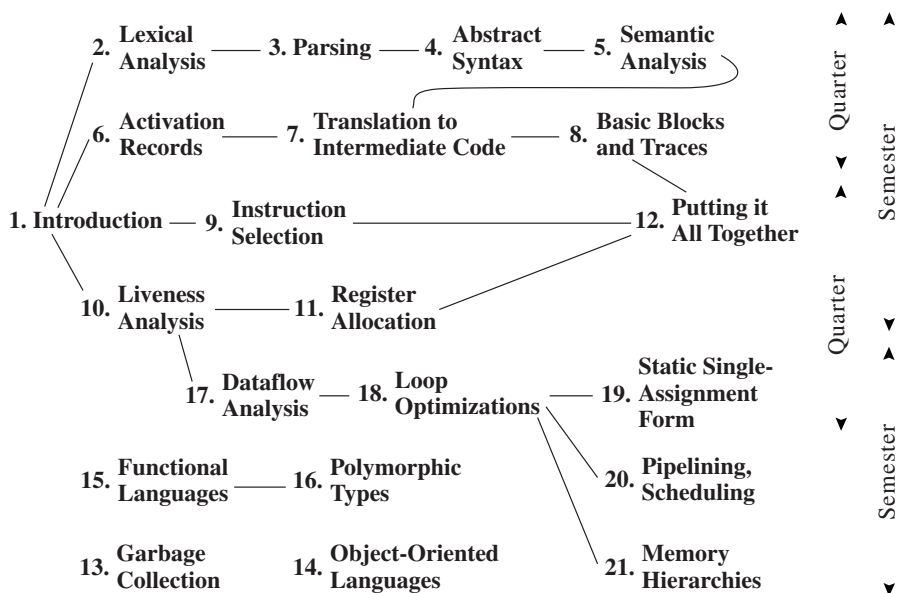 2. Lexical Analysis
3. Parsing
4. Abstract Syntax
5. Semantic Analysis
6. Activation Records
7. Translation to Intermediate Code
8. Basic Blocks and Traces
1. Introduction
9. Instruction Selection
12. Putting it All Together
10. Liveness Analysis
11. Register Allocation
17. Dataflow Analysis
18. Loop Optimizations
19. Static Single-Assignment Form
15. Functional Languages
16. Polymorphic Types
20. Pipelining, Scheduling
13. Garbage Collection
14. Object-Oriented Languages
21. Memory Hierarchies
Quarter
Quarter
Semester
Semester